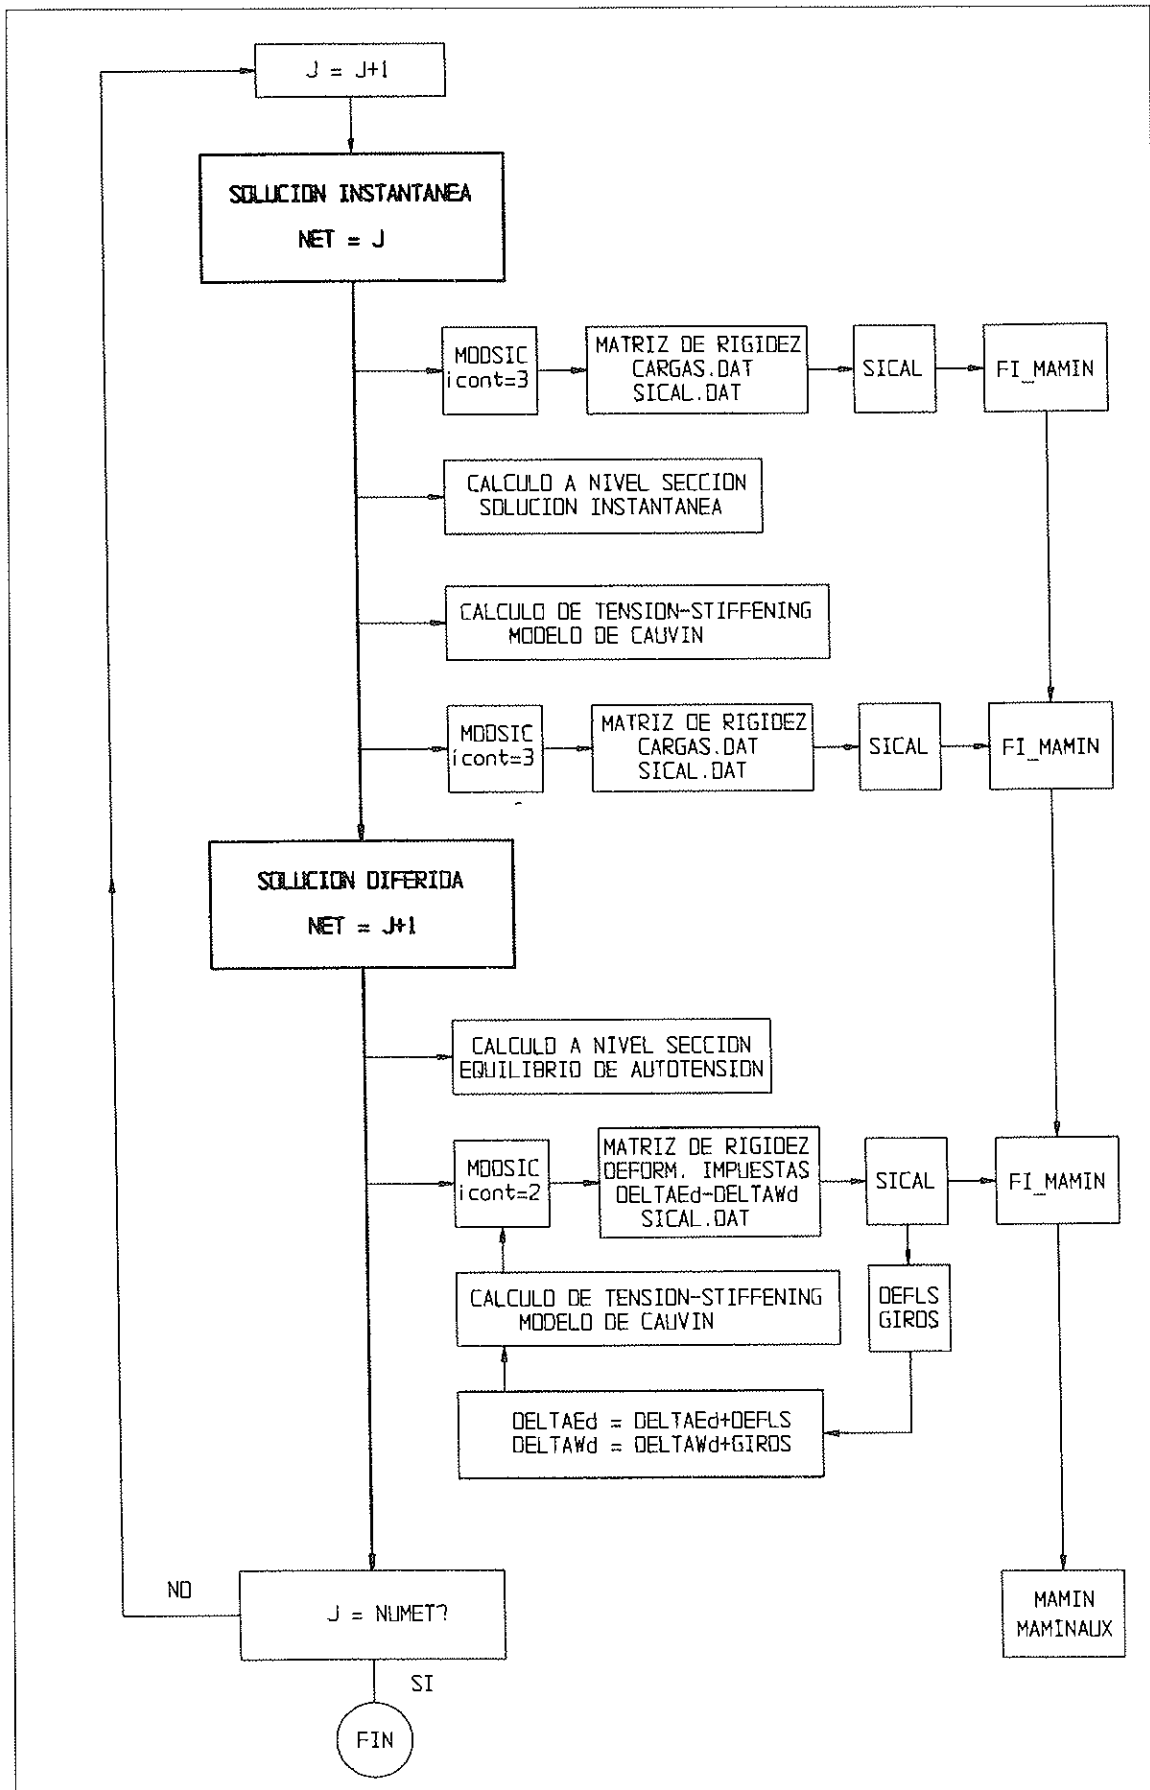 J = J+1
SOLUCION INSTANTANEA
NET = J
MODSIC
icont=3
MATRIZ DE RIGIDEZ
CARGAS.DAT
SICAL.DAT
SICAL
FI_MAMIN
CALCULO A NIVEL SECCION
SOLUCION INSTANTANEA
CALCULO DE TENSION-STIFFENING
MODELO DE CAUVIN
MODSIC
icont=3
MATRIZ DE RIGIDEZ
CARGAS.DAT
SICAL.DAT
SICAL
FI_MAMIN
SOLUCION DIFERIDA
NET = J+1
CALCULO A NIVEL SECCION
EQUILIBRIO DE AUTOTENSION
MODSIC
icont=2
MATRIZ DE RIGIDEZ
DEFORM. IMPUESTAS
DELTAEd-DELTAWd
SICAL.DAT
SICAL
FI_MAMIN
CALCULO DE TENSION-STIFFENING
MODELO DE CAUVIN
DEFLS
GIROS
DELTAEd = DELTAEd+DEFLS
DELTAWd = DELTAWd+GIROS
NO
J = NUMET?
MAMIN
MAMINAUX
SI
FIN